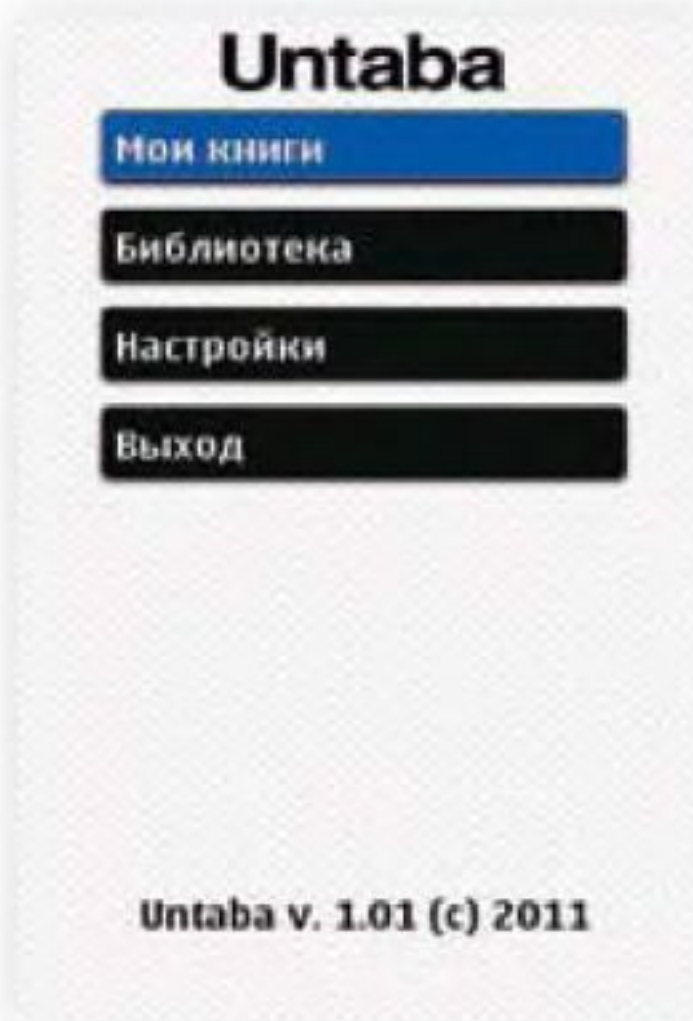 Untaba
Мои книги
Библиотека
Настройки
Выход
Untaba v. 1.01 (c) 2011